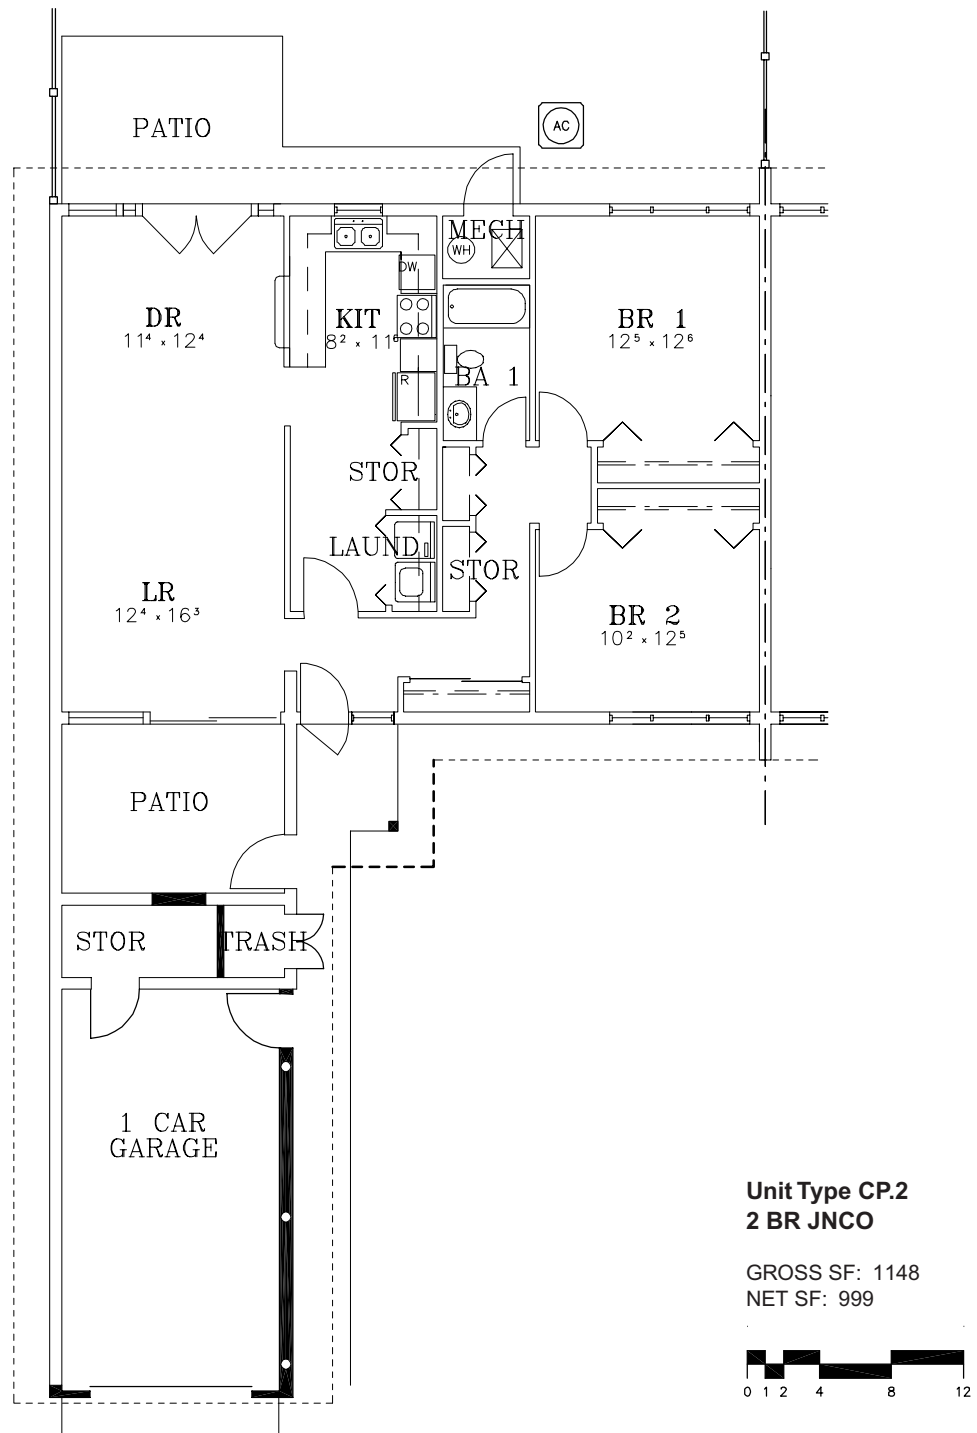 PATIO
AC
MECH
WH
DW
DR
11⁴ x 12⁴
KIT
8² x 11⁶
BR 1
12⁵ x 12⁶
R
BA 1
STOR
LAUND
STOR
LR
12⁴ x 16³
BR 2
10² x 12⁵
PATIO
STOR
TRASH
1 CAR
GARAGE
Unit Type CP.2
2 BR JNCO
GROSS SF: 1148
NET SF: 999
0 1 2 4 8 12